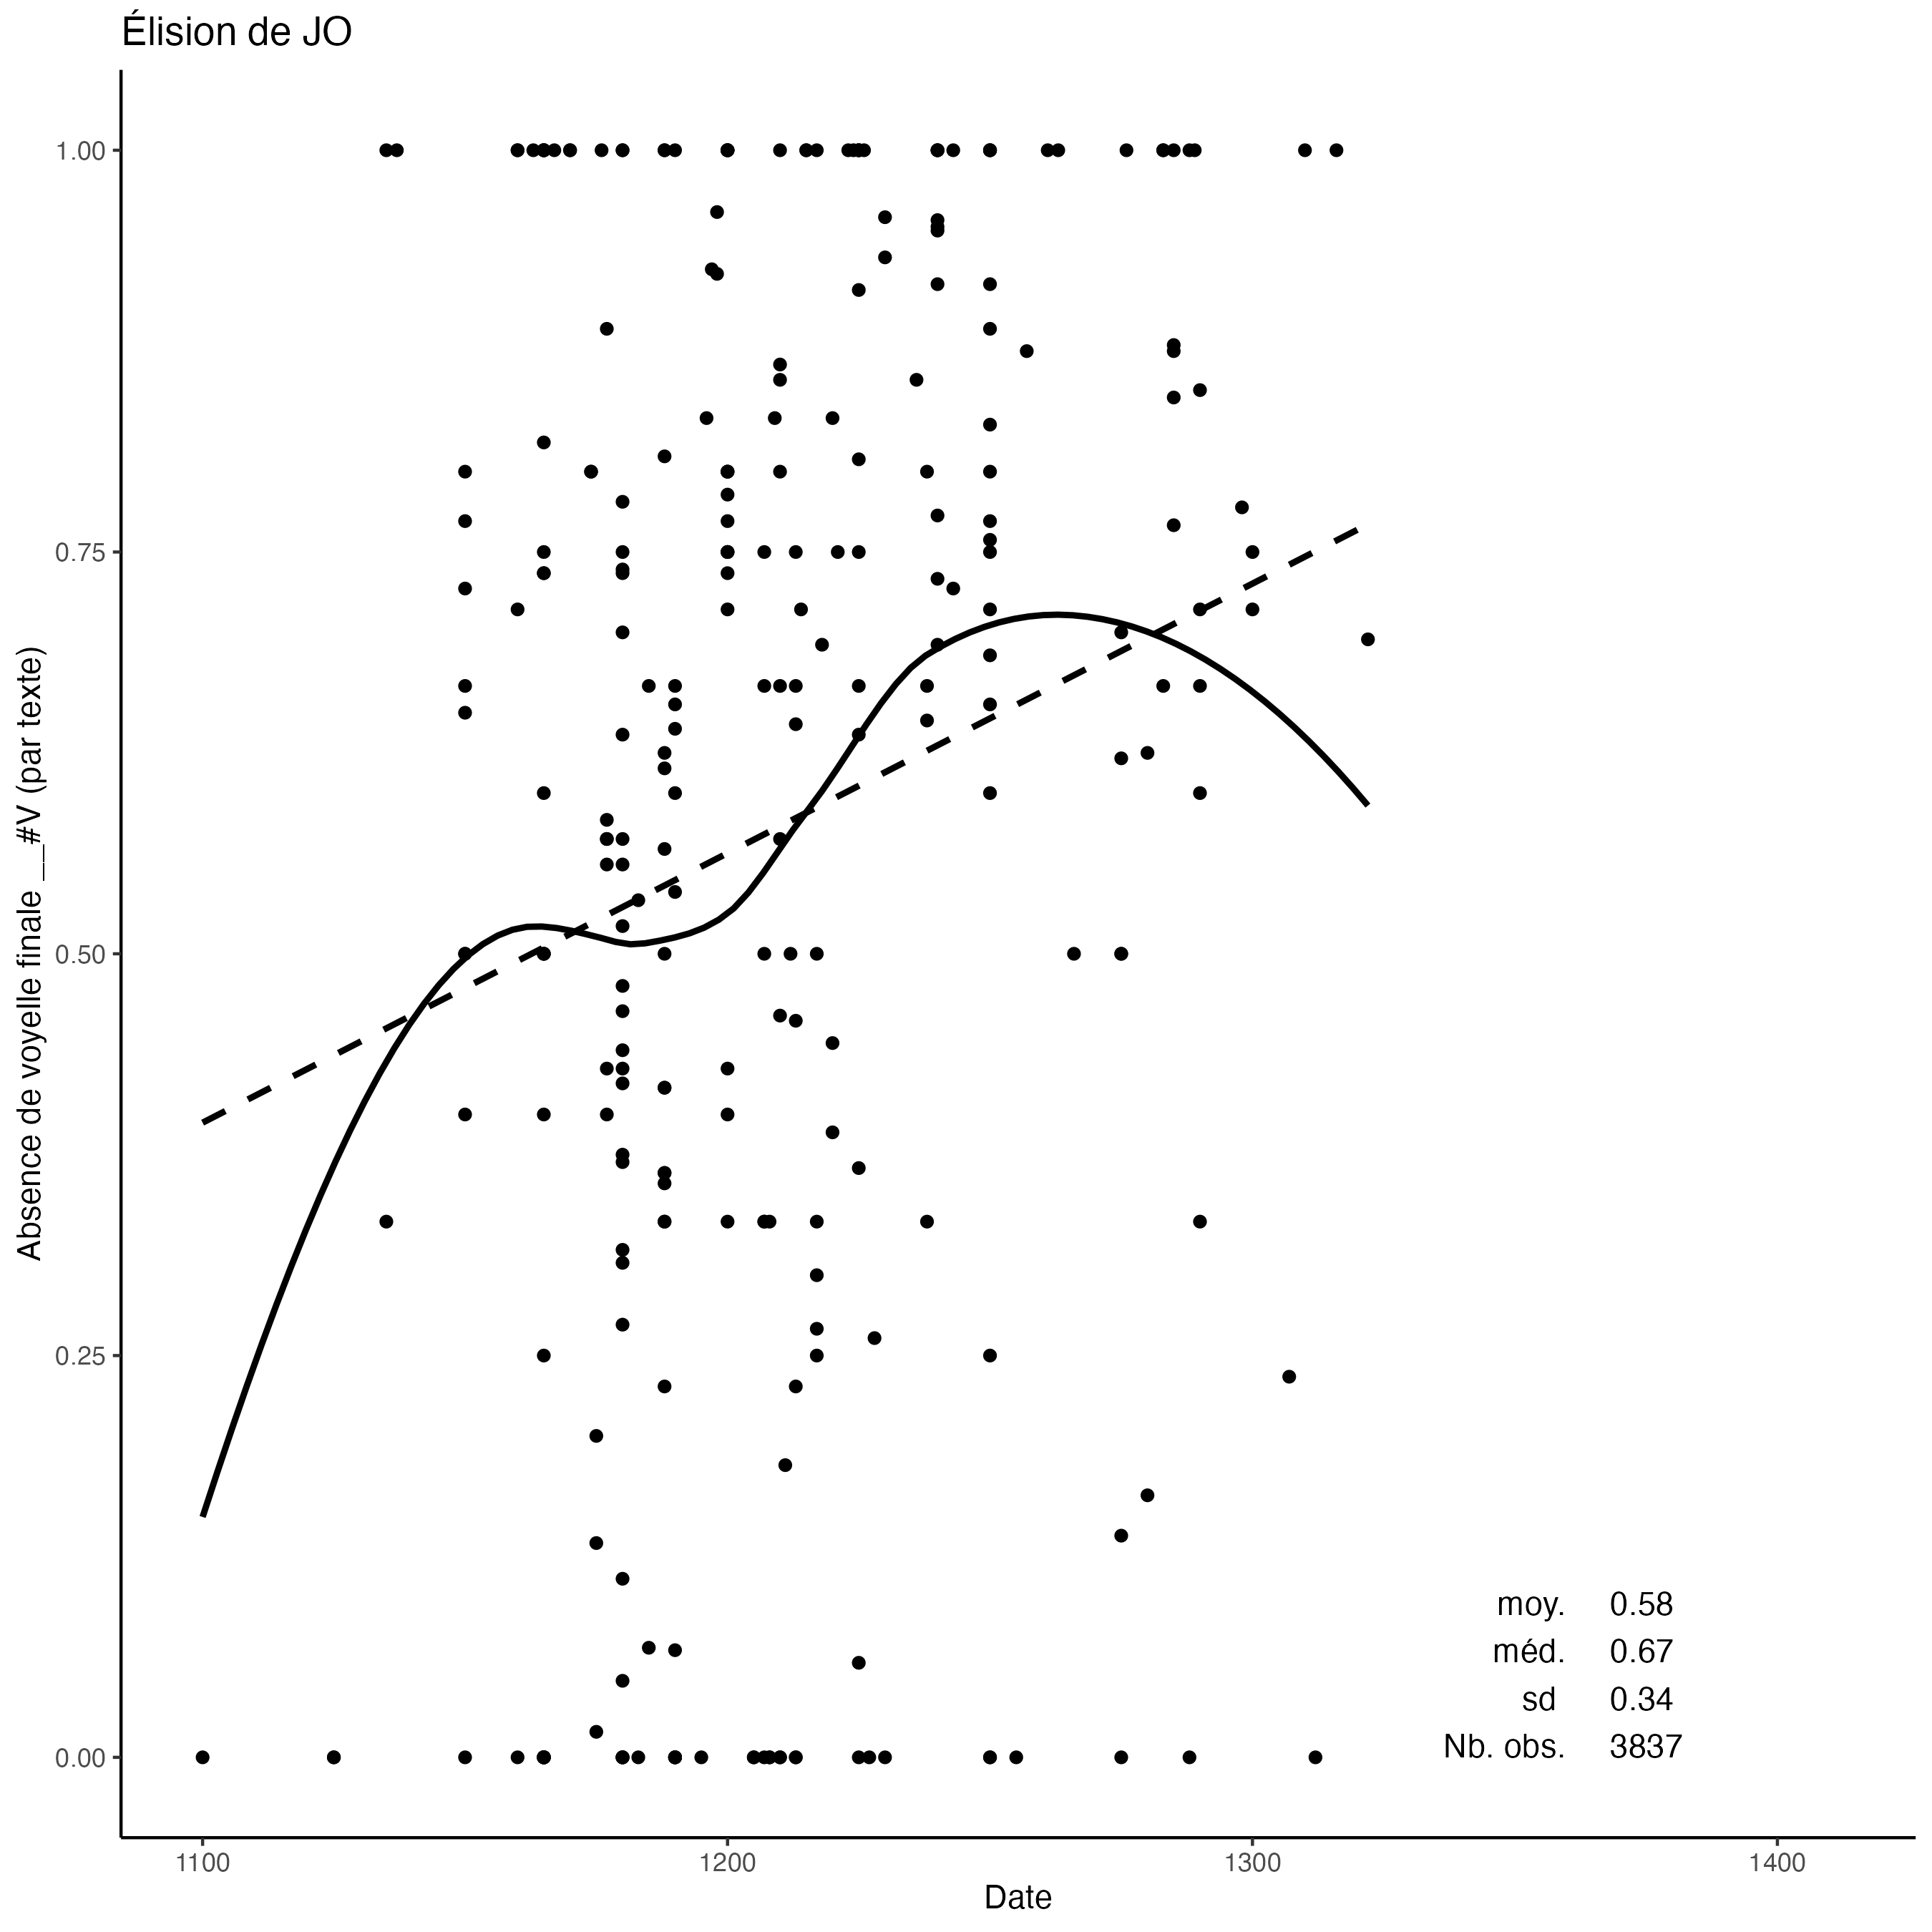 Élision de JO
Absence de voyelle finale __#V (par texte)
1.00
0.75
0.50
0.25
0.00
moy. 0.58
méd. 0.67
sd 0.34
Nb. obs. 3837
1100 1200 1300 1400
Date